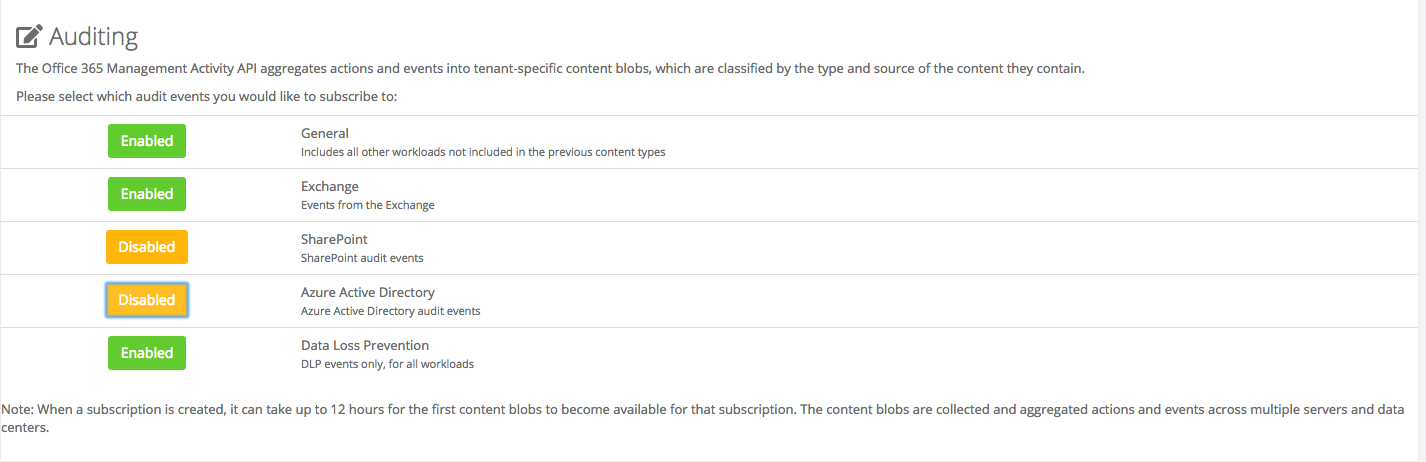 Auditing
The Office 365 Management Activity API aggregates actions and events into tenant-specific content blobs, which are classified by the type and source of the content they contain.
Please select which audit events you would like to subscribe to:
Enabled
General
Includes all other workloads not included in the previous content types
Enabled
Exchange
Events from the Exchange
Disabled
SharePoint
SharePoint audit events
Disabled
Azure Active Directory
Azure Active Directory audit events
Enabled
Data Loss Prevention
DLP events only, for all workloads
Note: When a subscription is created, it can take up to 12 hours for the first content blobs to become available for that subscription. The content blobs are collected and aggregated actions and events across multiple servers and data
centers.